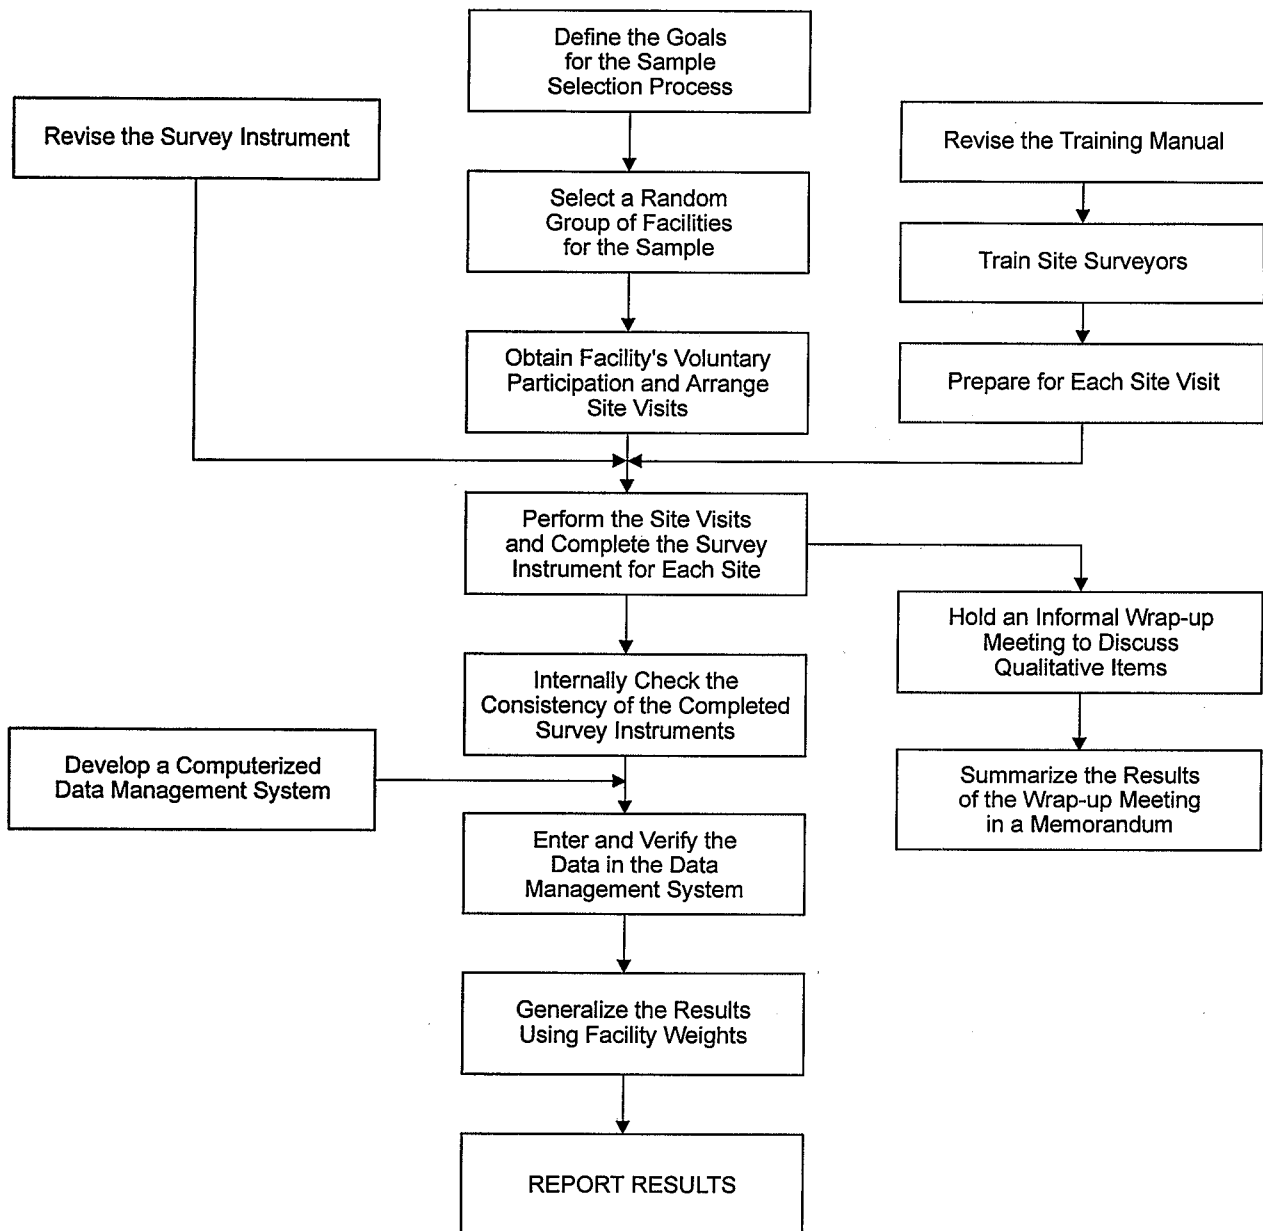 Define the Goals
for the Sample
Selection Process
Revise the Survey Instrument
Revise the Training Manual
Select a Random
Group of Facilities
for the Sample
Train Site Surveyors
Obtain Facility's Voluntary
Participation and Arrange
Site Visits
Prepare for Each Site Visit
Perform the Site Visits
and Complete the Survey
Instrument for Each Site
Hold an Informal Wrap-up
Meeting to Discuss
Qualitative Items
Internally Check the
Consistency of the Completed
Survey Instruments
Develop a Computerized
Data Management System
Summarize the Results
of the Wrap-up Meeting
in a Memorandum
Enter and Verify the
Data in the Data
Management System
Generalize the Results
Using Facility Weights
REPORT RESULTS